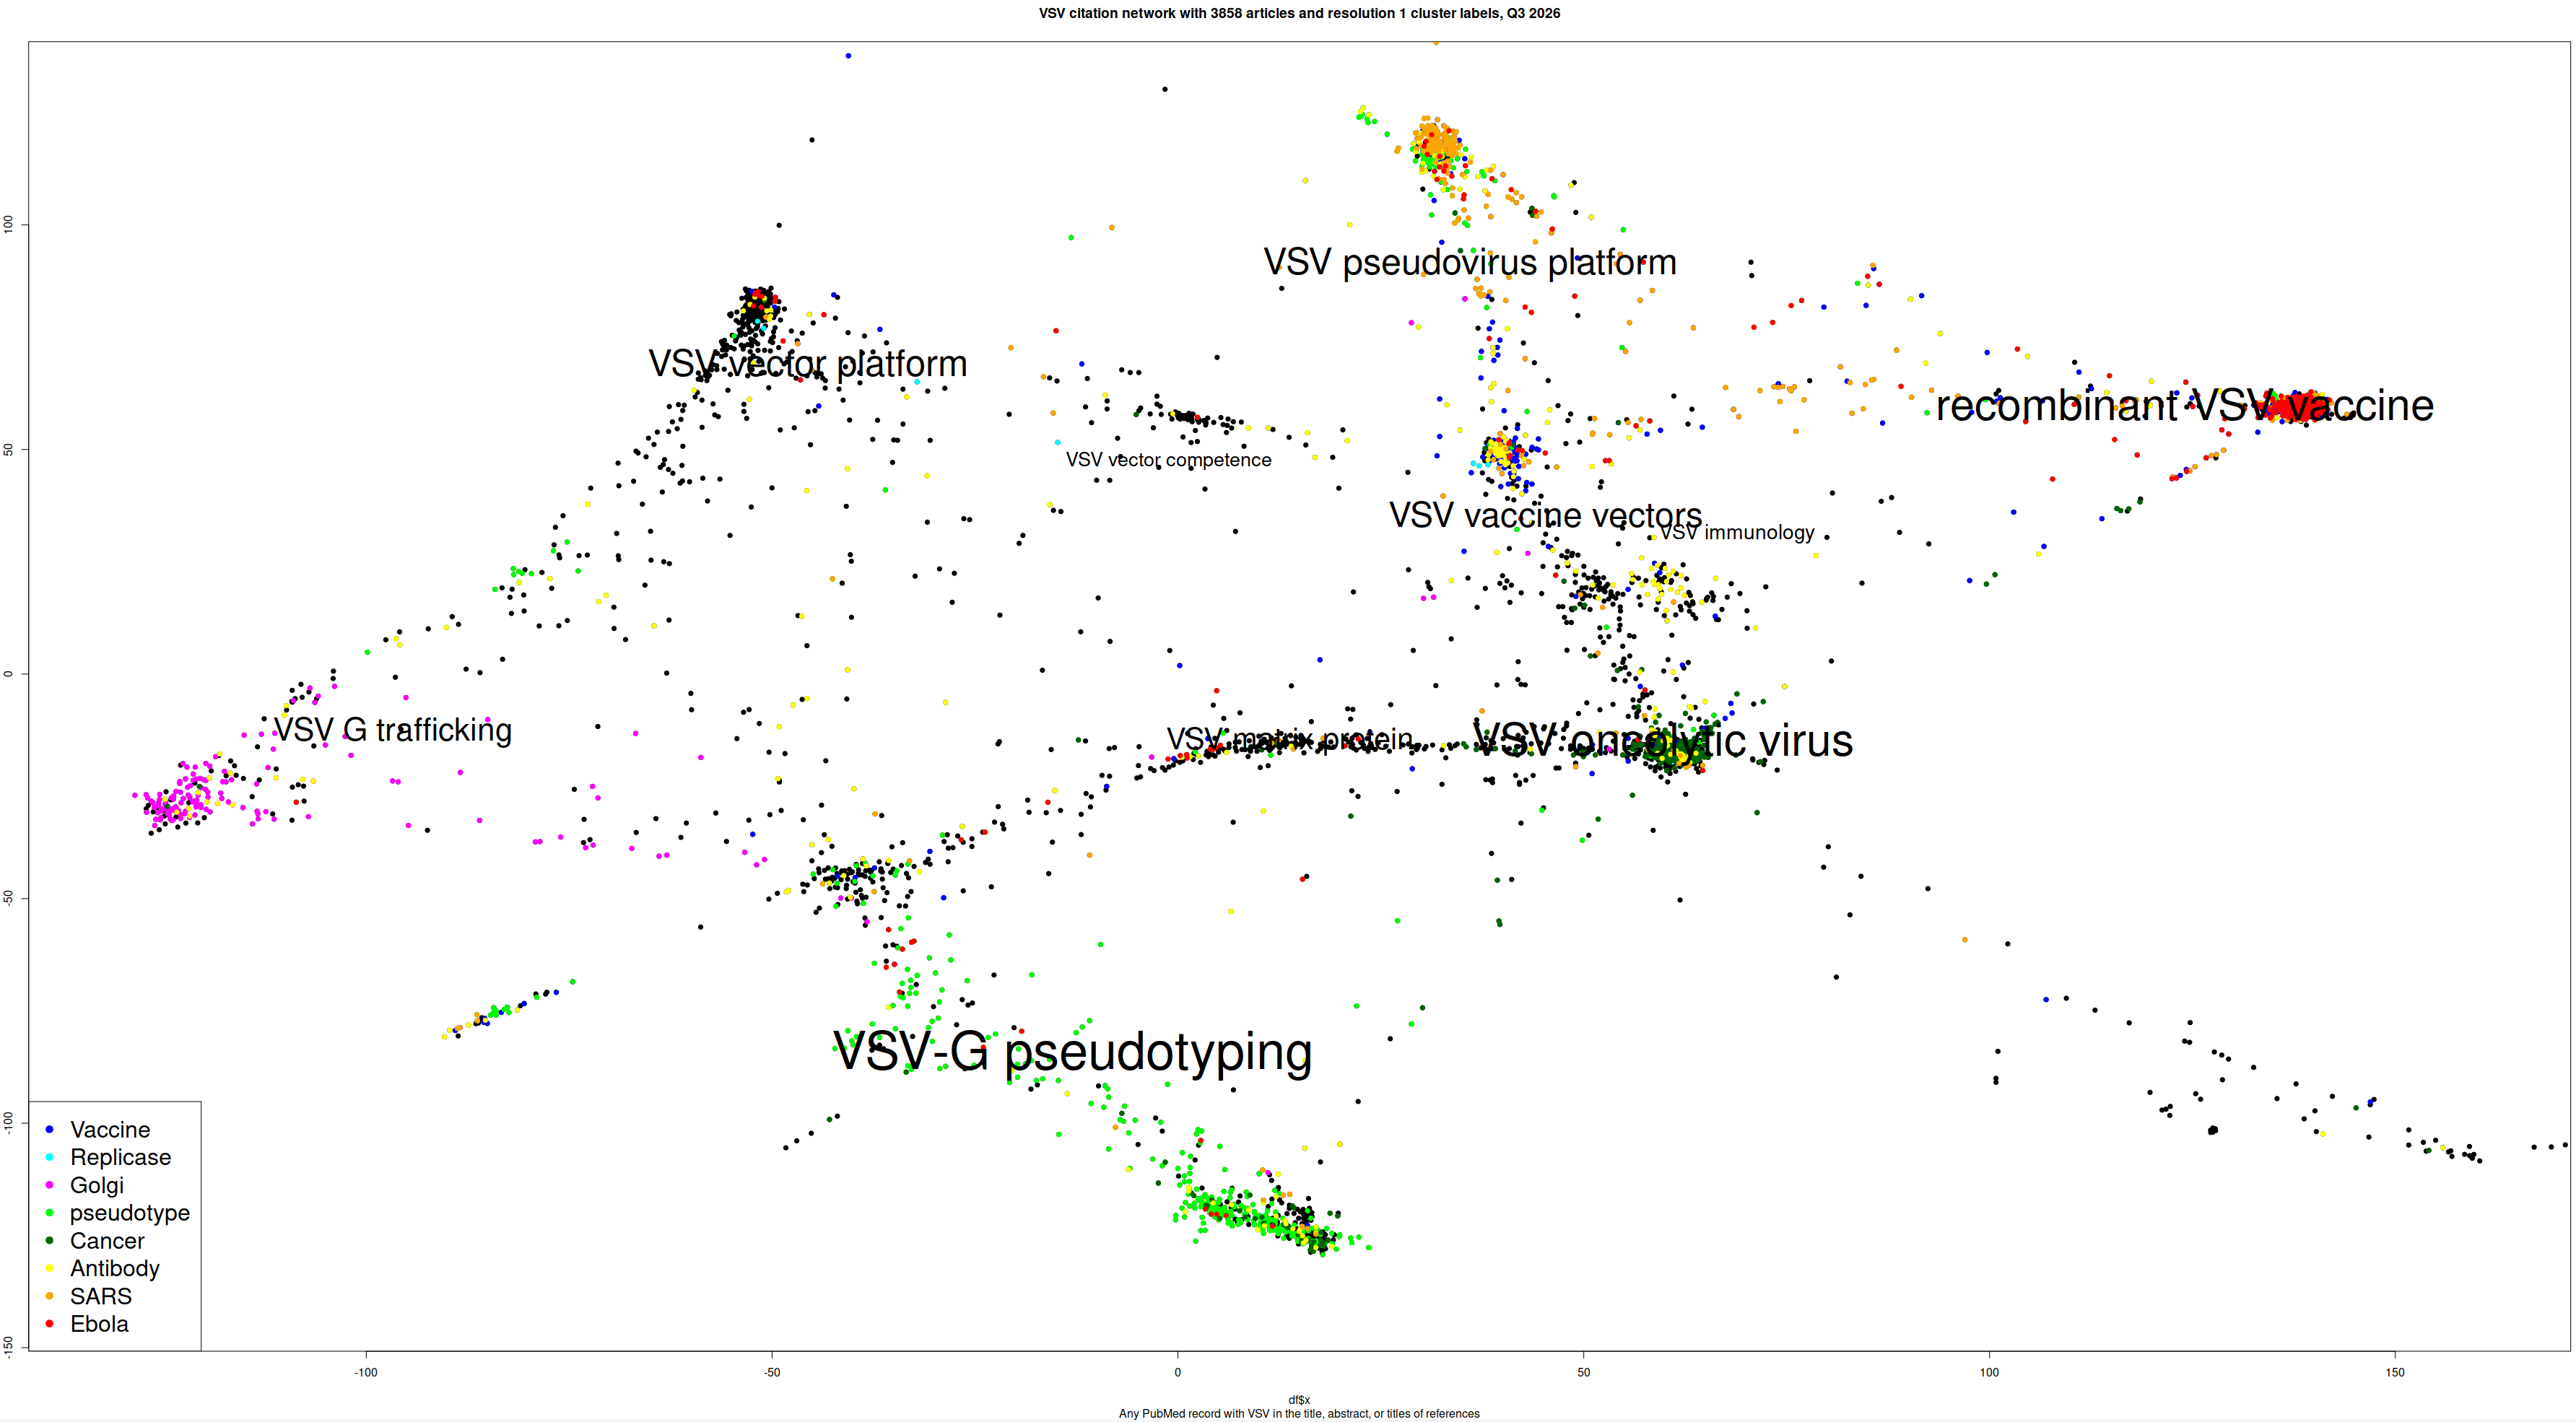 VSV citation network with 3858 articles and resolution 1 cluster labels, Q3 2026
VSV pseudovirus platform
VSV vector platform
recombinant VSV vaccine
VSV vector competence
VSV vaccine vectors
VSV immunology
VSV G trafficking
VSV matrix protein
VSV oncolytic virus
VSV-G pseudotyping
100
50
0
-50
-100
-150
Vaccine
Replicase
Golgi
pseudotype
Cancer
Antibody
SARS
Ebola
-100
-50
0
50
100
150
df$x
Any PubMed record with VSV in the title, abstract, or titles of references